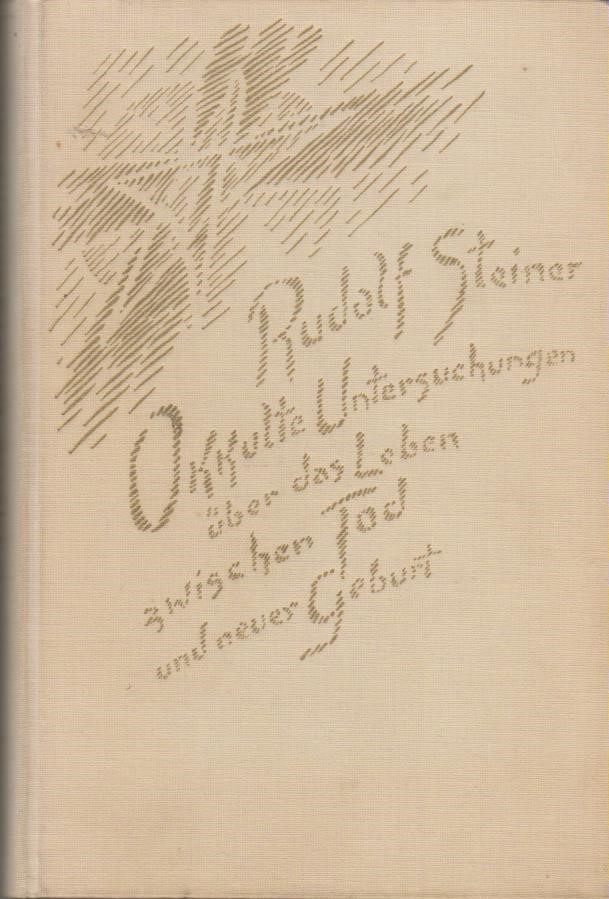 Rudolf Steiner
Okkulte Untersuchungen
über das Leben
zwischen Tod
und neuer Geburt